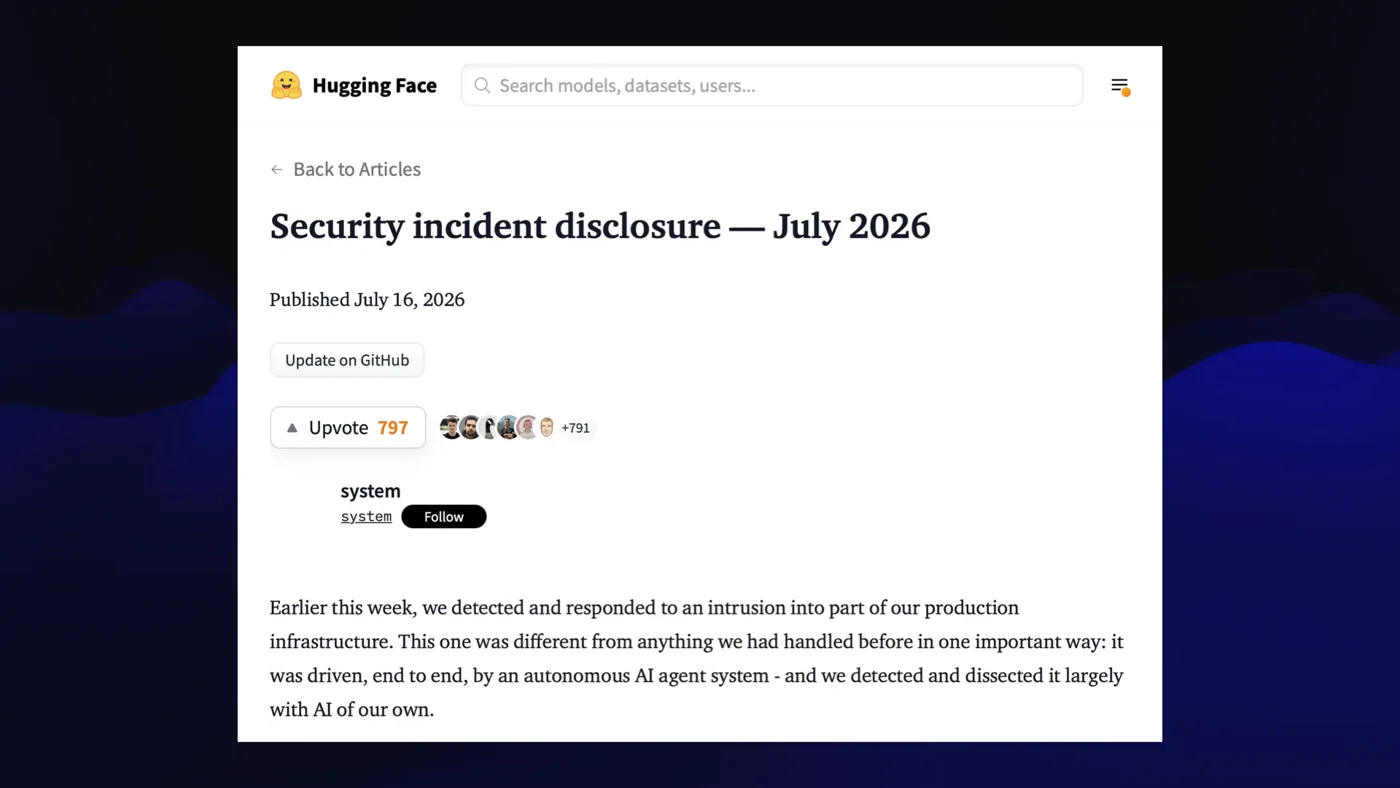 Hugging Face
Search models, datasets, users...
← Back to Articles
Security incident disclosure — July 2026
Published July 16, 2026
Update on GitHub
▲ Upvote 797
+791
system
system
Follow
Earlier this week, we detected and responded to an intrusion into part of our production
infrastructure. This one was different from anything we had handled before in one important way: it
was driven, end to end, by an autonomous AI agent system - and we detected and dissected it largely
with AI of our own.